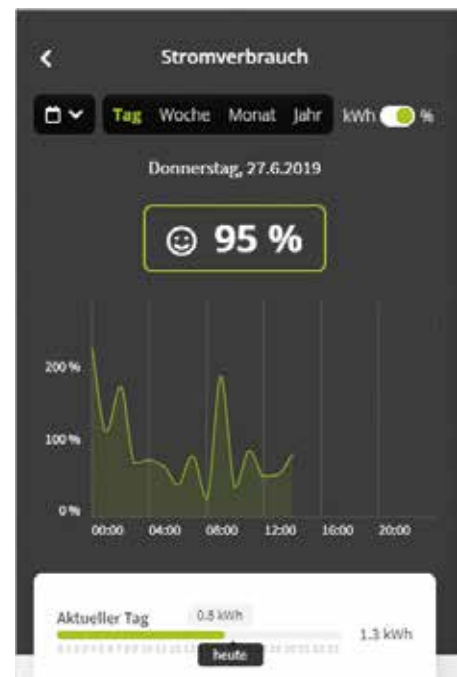 Stromverbrauch
Tag Woche Monat Jahr kWh %
Donnerstag, 27.6.2019
95 %
200 %
100 %
0 %
00:00 04:00 08:00 12:00 16:00 20:00
Aktueller Tag 0.5 kWh
1.3 kWh
heute